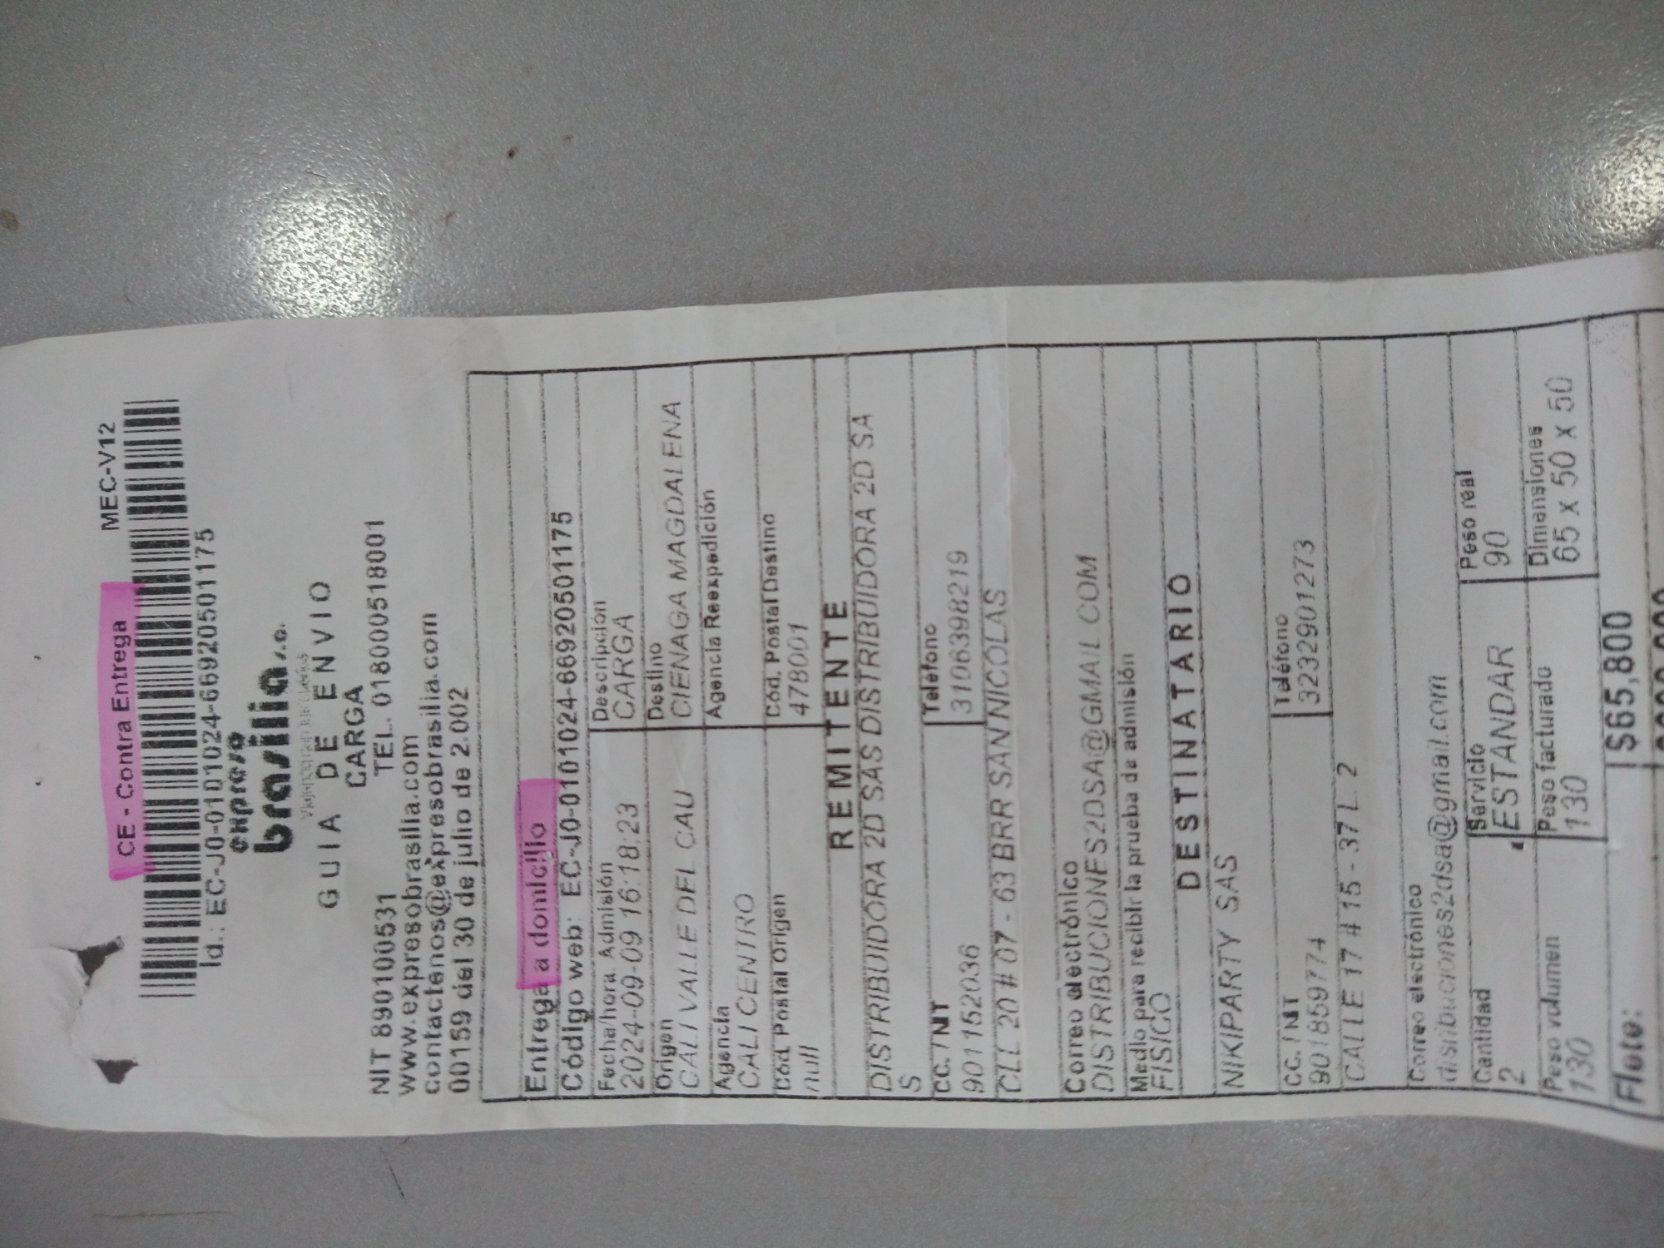 CE - Contra Entrega MEC-V12
Id.: EC-J0-0101024-6692050​1175
expreso
brasilia s.a.
GUIA DE ENVIO
CARGA
NIT 890100531 TEL. 018000518001
www.expresobrasilia.com
contactenos@expresobrasilia.com
00159 del 30 de julio de 2.002
Entrega a domicilio
Código web: EC-J0-0101024-66920501175
Fecha/hora Admisión Descripción
2024-09-09 16:18:23 CARGA
Origen Destino
CALI VALLE DEL CAU CIENAGA MAGDALENA
Agencia Agencia Reexpedición
CALI CENTRO
Cód. Postal Origen Cód. Postal Destino
null 478001
REMITENTE
DISTRIBUIDORA 2D SAS DISTRIBUIDORA 2D SA
S
CC. / NIT Teléfono
901152036 3106398219
CLL 20 # 07 - 63 BRR SAN NICOLAS
Correo electrónico
DISTRIBUCIONES2DSA@GMAIL.COM
Medio para recibir la prueba de admisión
FISICO
DESTINATARIO
NIKIPARTY SAS
CC. / NIT Teléfono
901859774 3232901273
CALLE 17 # 15 - 37 L. 2
Correo electrónico
disribuciones2dsa@gmail.com
Cantidad Servicio Peso real
2 ESTANDAR 90
Peso volumen Peso facturado Dimensiones
130 130 65 x 50 x 50
Flete: $65,800